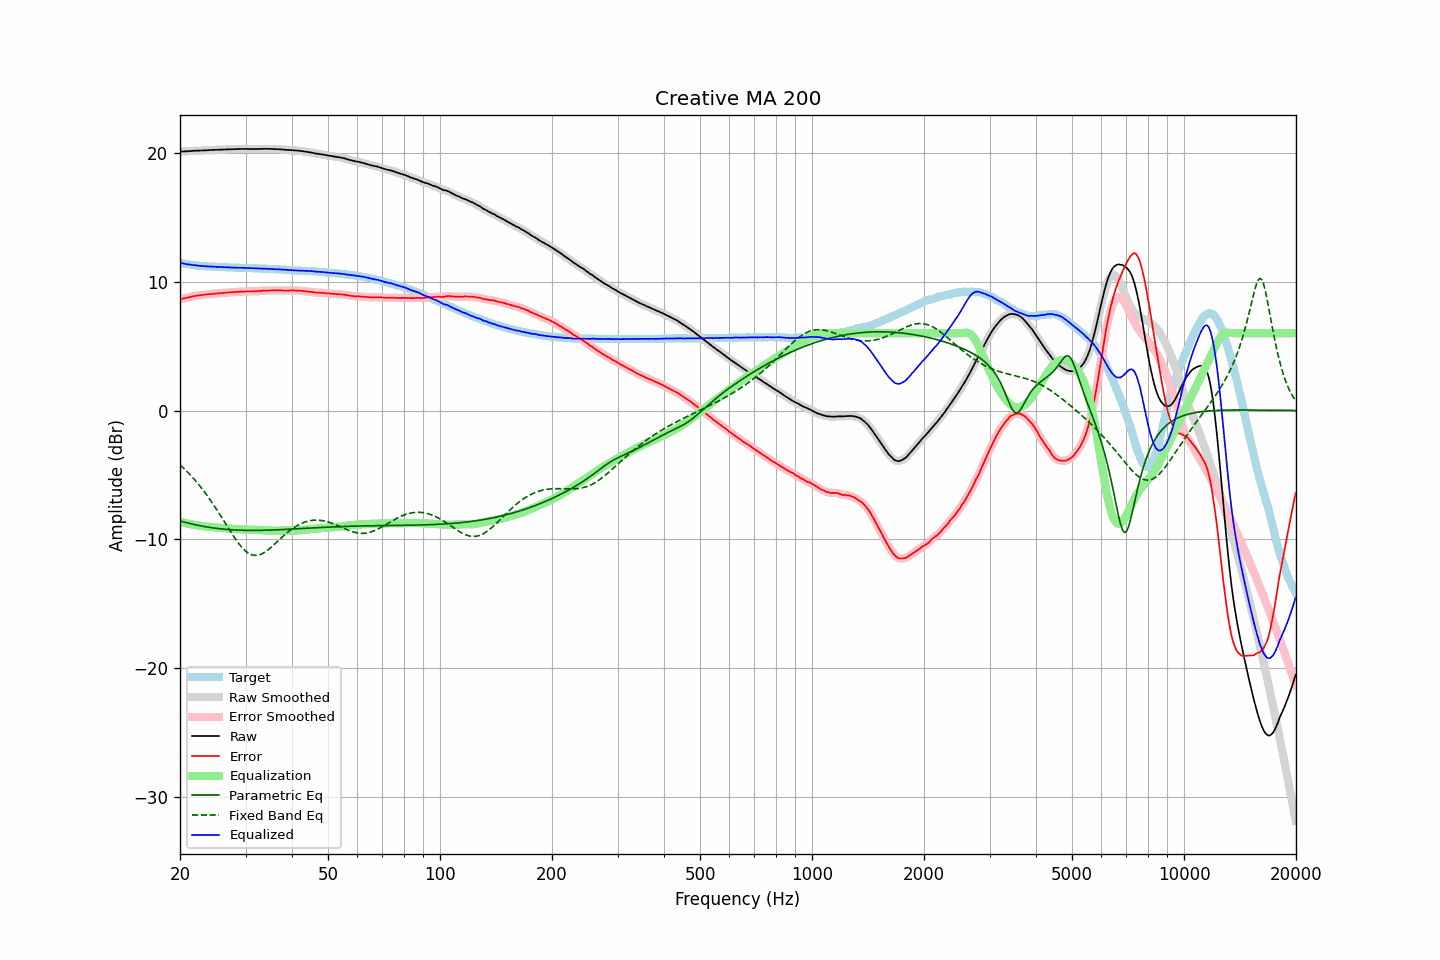 Creative MA 200
Amplitude (dBr)
20
10
0
−10
−20
−30
Target
Raw Smoothed
Error Smoothed
Raw
Error
Equalization
Parametric Eq
Fixed Band Eq
Equalized
20 50 100 200 500 1000 2000 5000 10000 20000
Frequency (Hz)